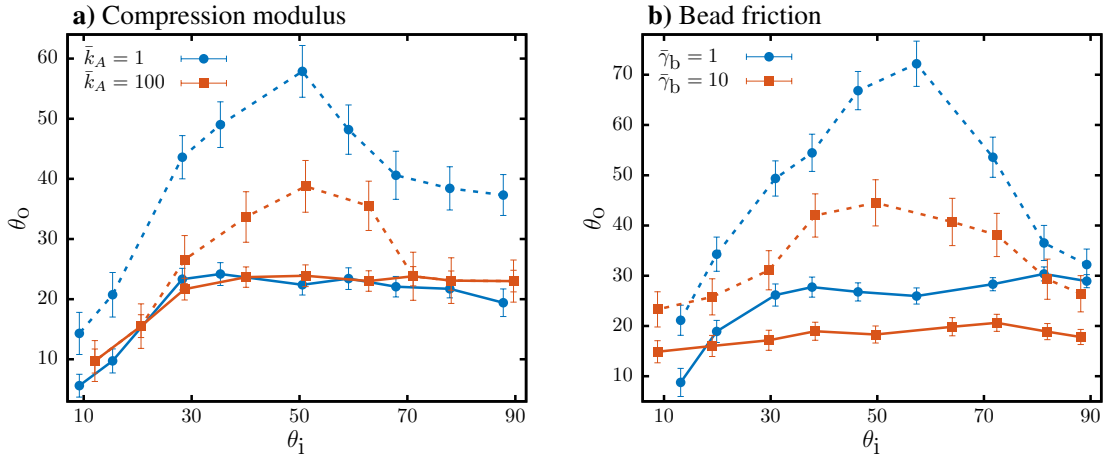 a) Compression modulus
k̄_A = 1
k̄_A = 100
60
50
40
30
20
10
θ_o
10 30 50 70 90
θ_i
b) Bead friction
γ̄_b = 1
γ̄_b = 10
70
60
50
40
30
20
10
θ_o
10 30 50 70 90
θ_i